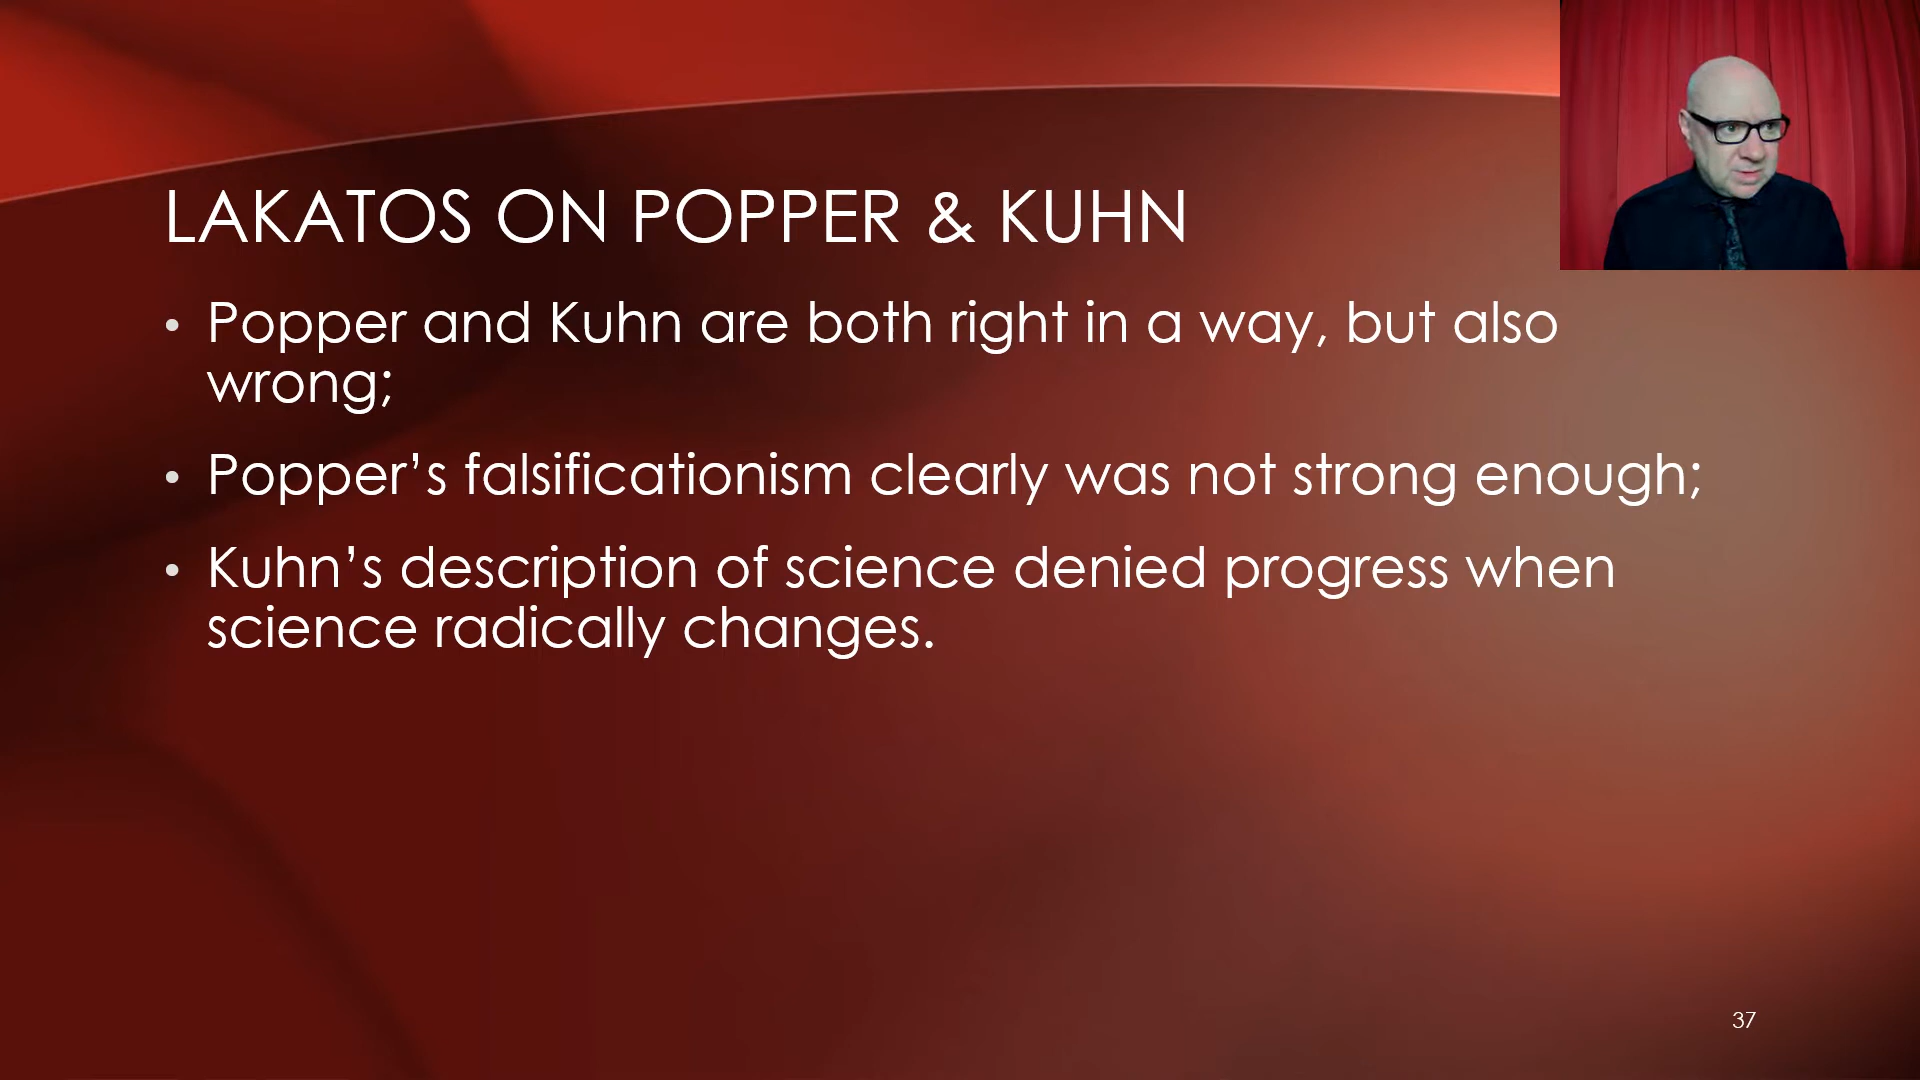 LAKATOS ON POPPER & KUHN
• Popper and Kuhn are both right in a way, but also
wrong;
• Popper’s falsificationism clearly was not strong enough;
• Kuhn’s description of science denied progress when
science radically changes.
37